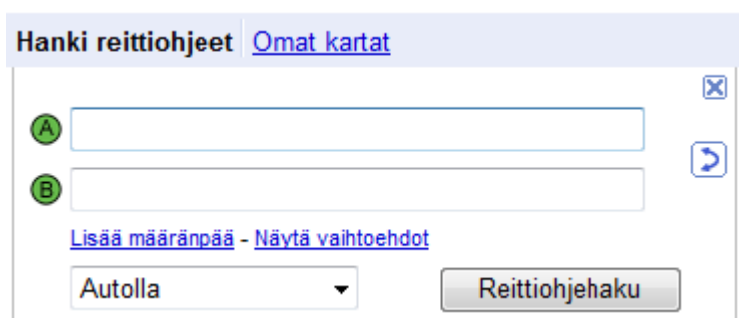 Hanki reittiohjeet Omat kartat
A
B
Lisää määränpää - Näytä vaihtoehdot
Autolla Reittiohjehaku